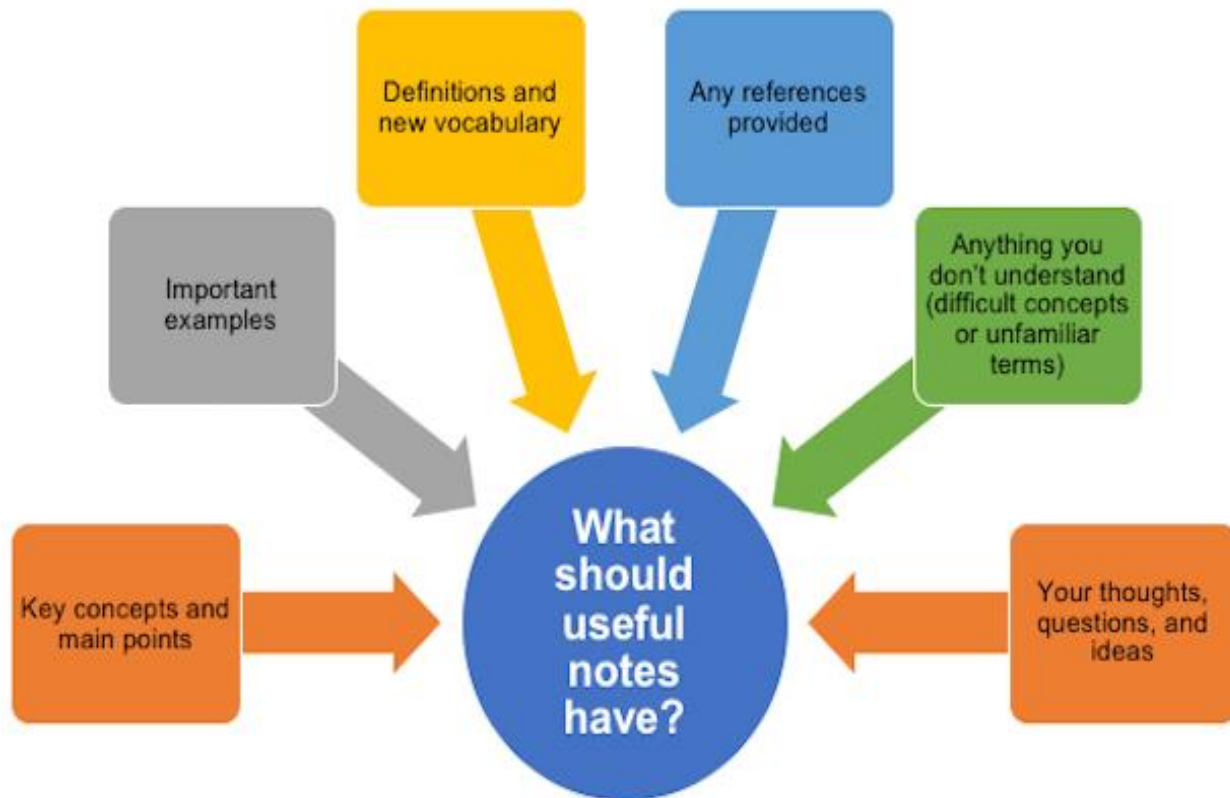 Definitions and
new vocabulary
Any references
provided
Important
examples
Anything you
don't understand
(difficult concepts
or unfamiliar
terms)
Key concepts and
main points
What
should
useful
notes
have?
Your thoughts,
questions, and
ideas